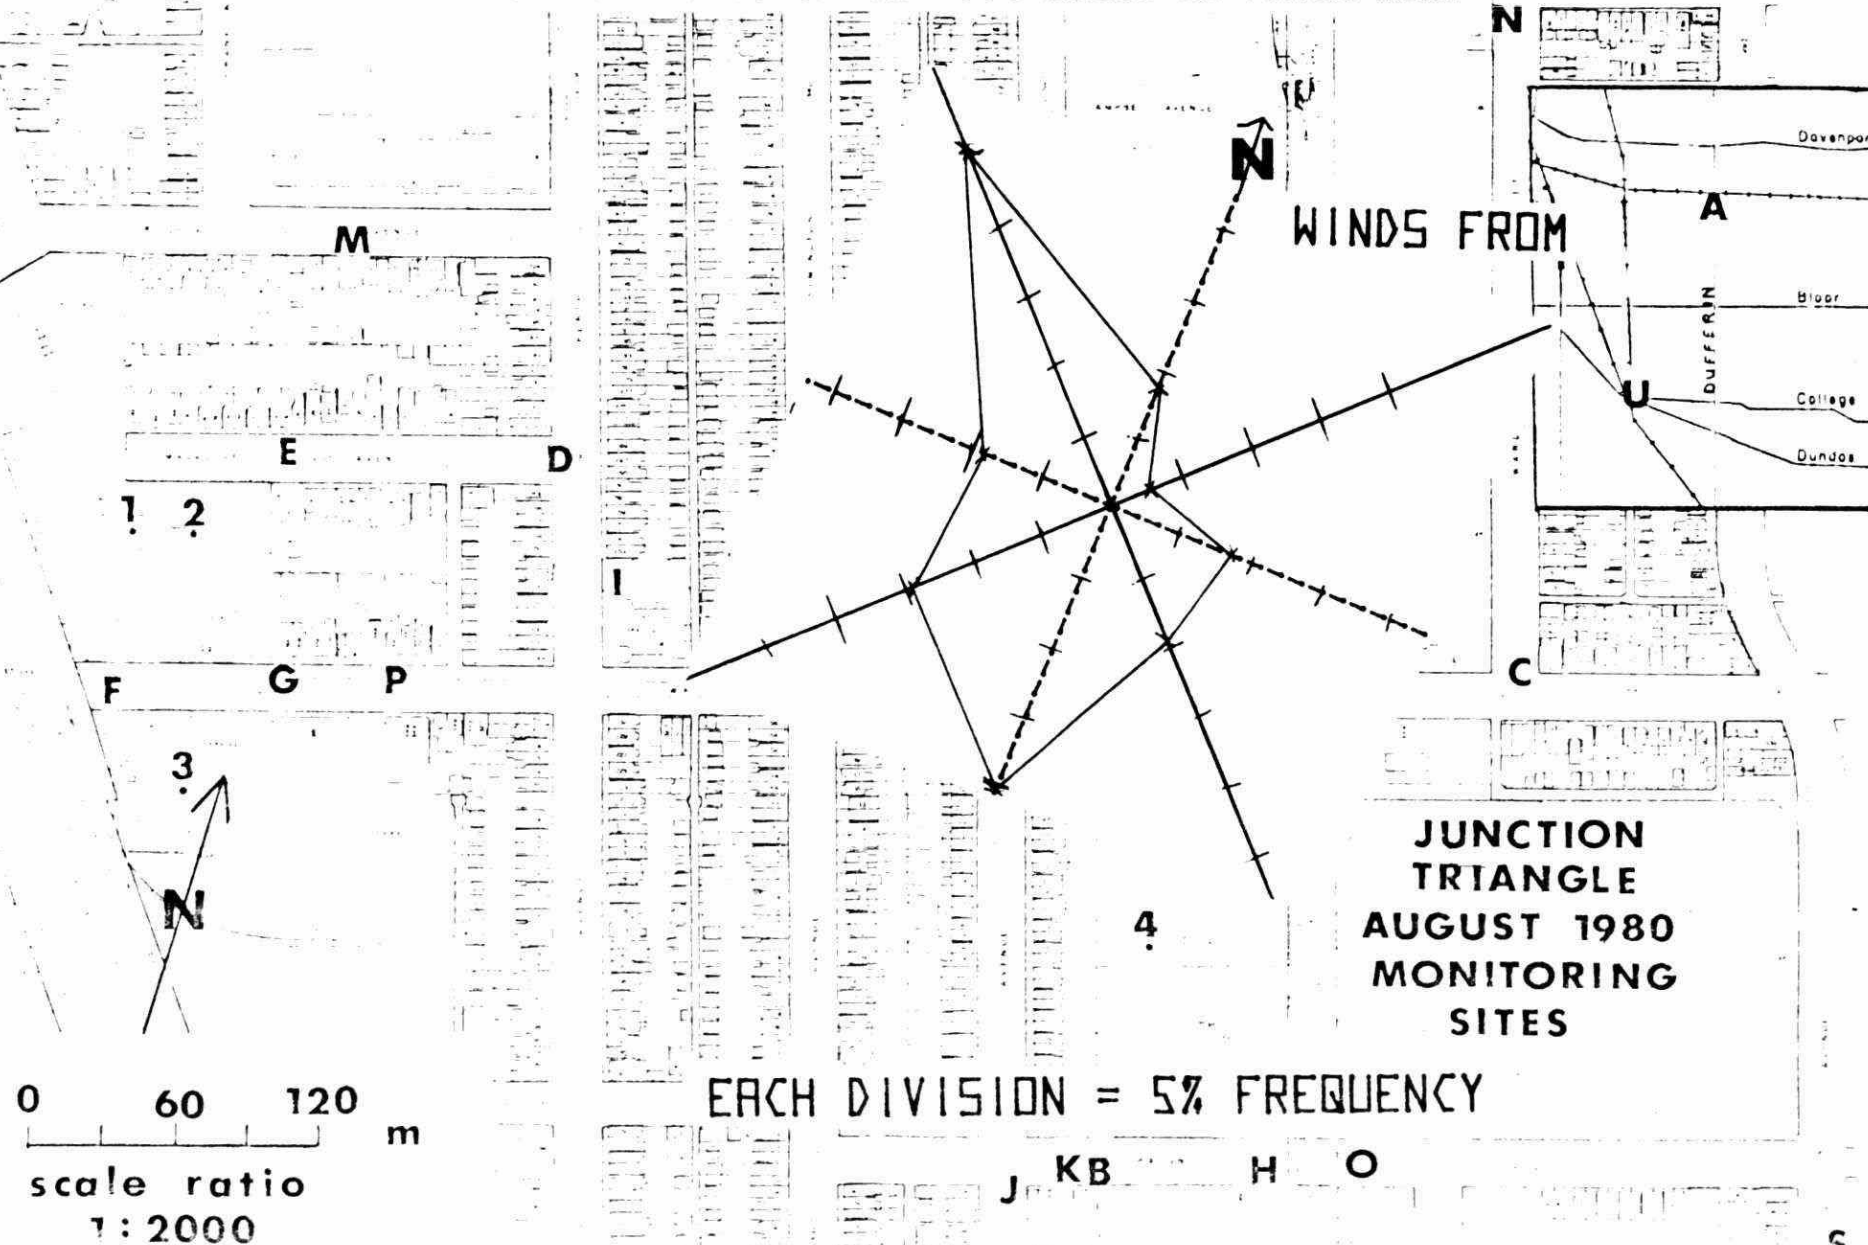 N
Davenpor
A
Bloor
DUFFERIN
U
College
Dundas
N
WINDS FROM
M
E
D
1 2
I
F
G
P
C
3
N
4
JUNCTION
TRIANGLE
AUGUST 1980
MONITORING
SITES
EACH DIVISION = 5% FREQUENCY
0 60 120
m
scale ratio
1:2000
J
KB
H
O
S